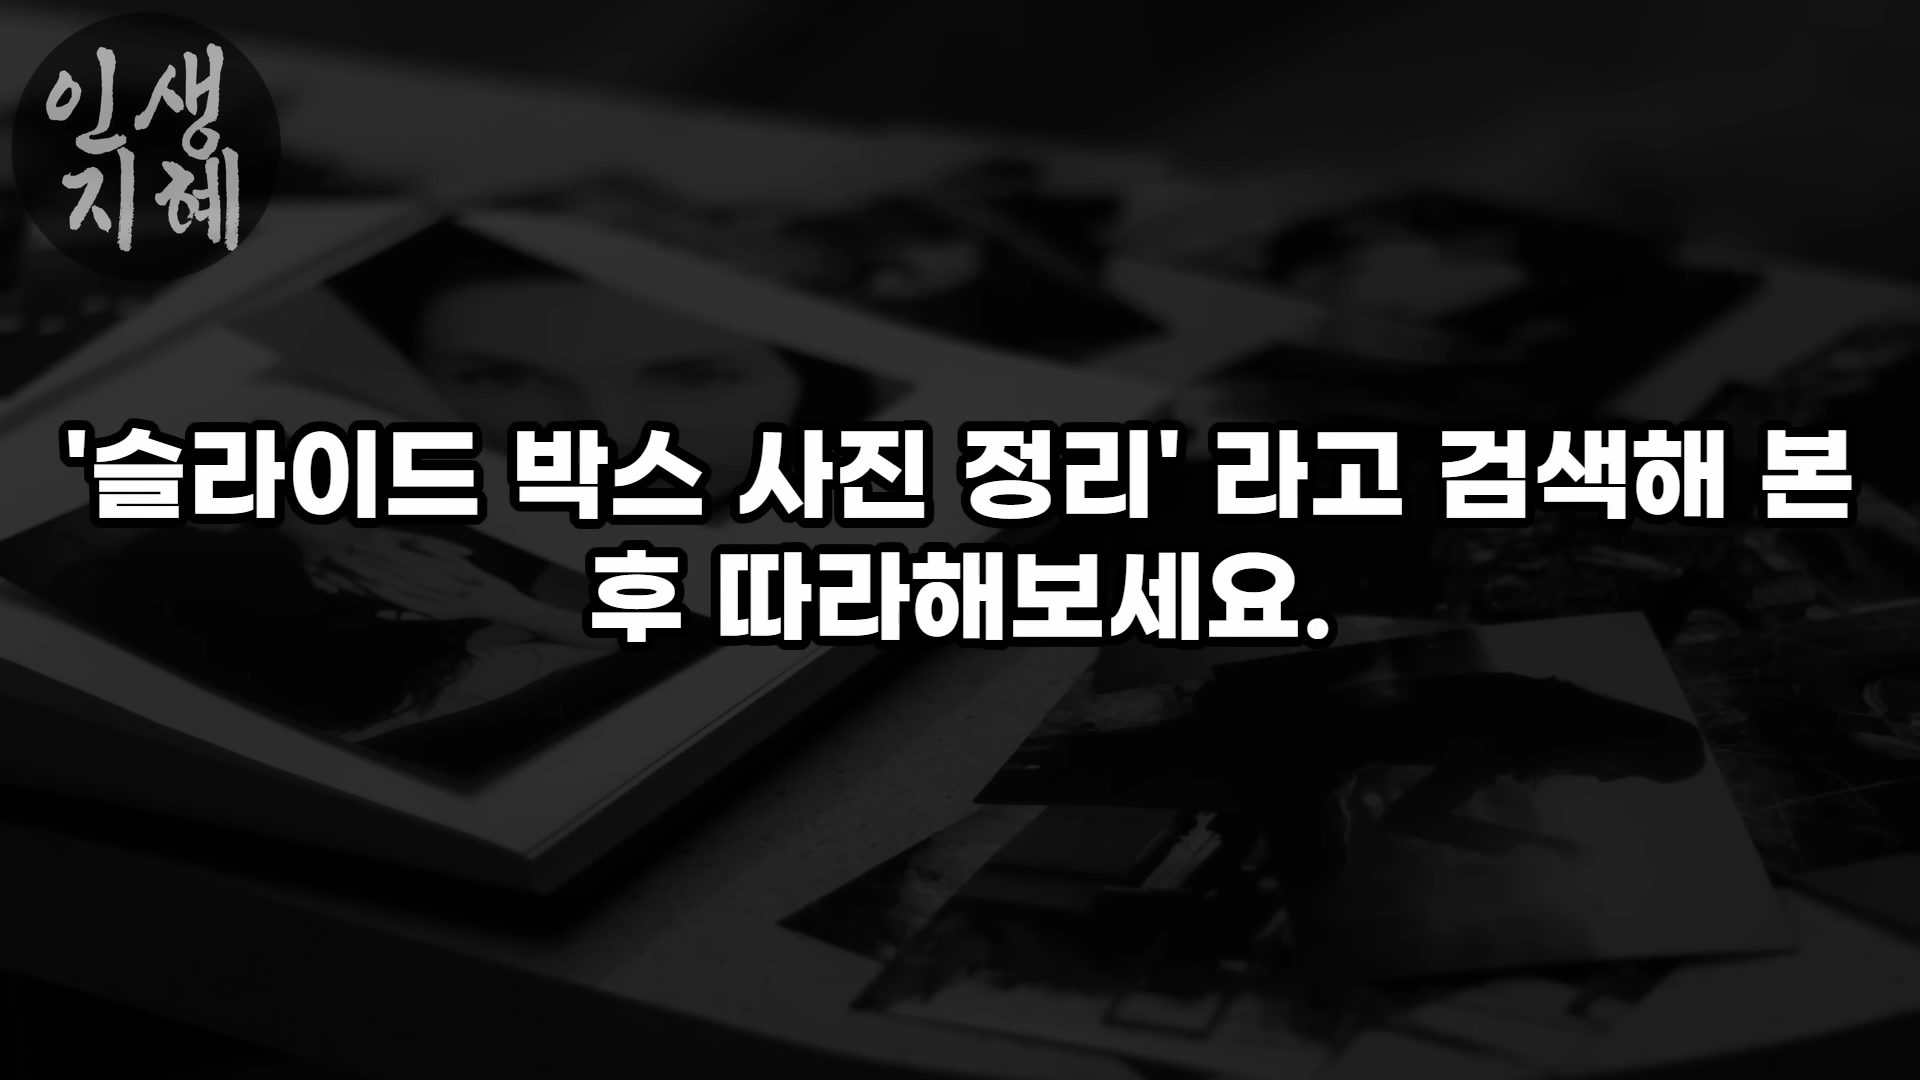 인생
지혜
'슬라이드 박스 사진 정리' 라고 검색해 본
후 따라해보세요.